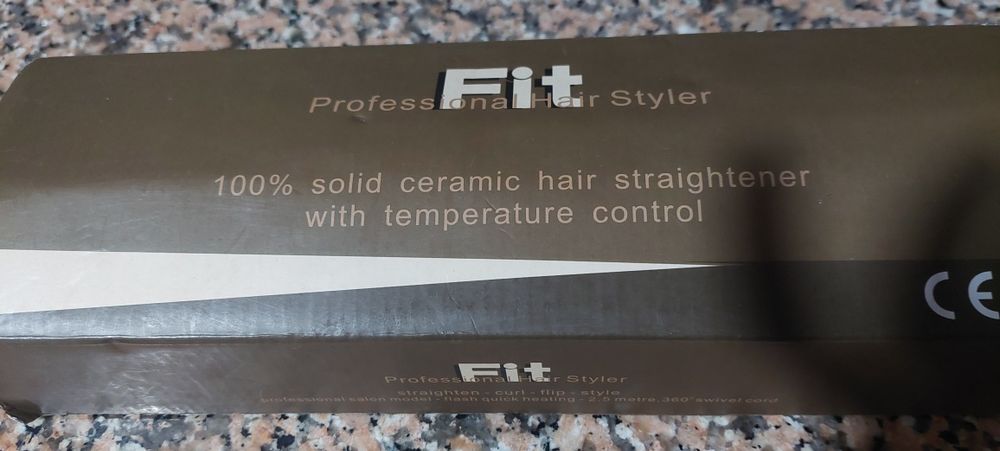 Fit
Professional Hair Styler
100% solid ceramic hair straightener
with temperature control
CE
Fit
Professional Hair Styler
straighten - curl - flip - style
professional salon model - flash quick heating - 2.5 metre, 360° swivel cord